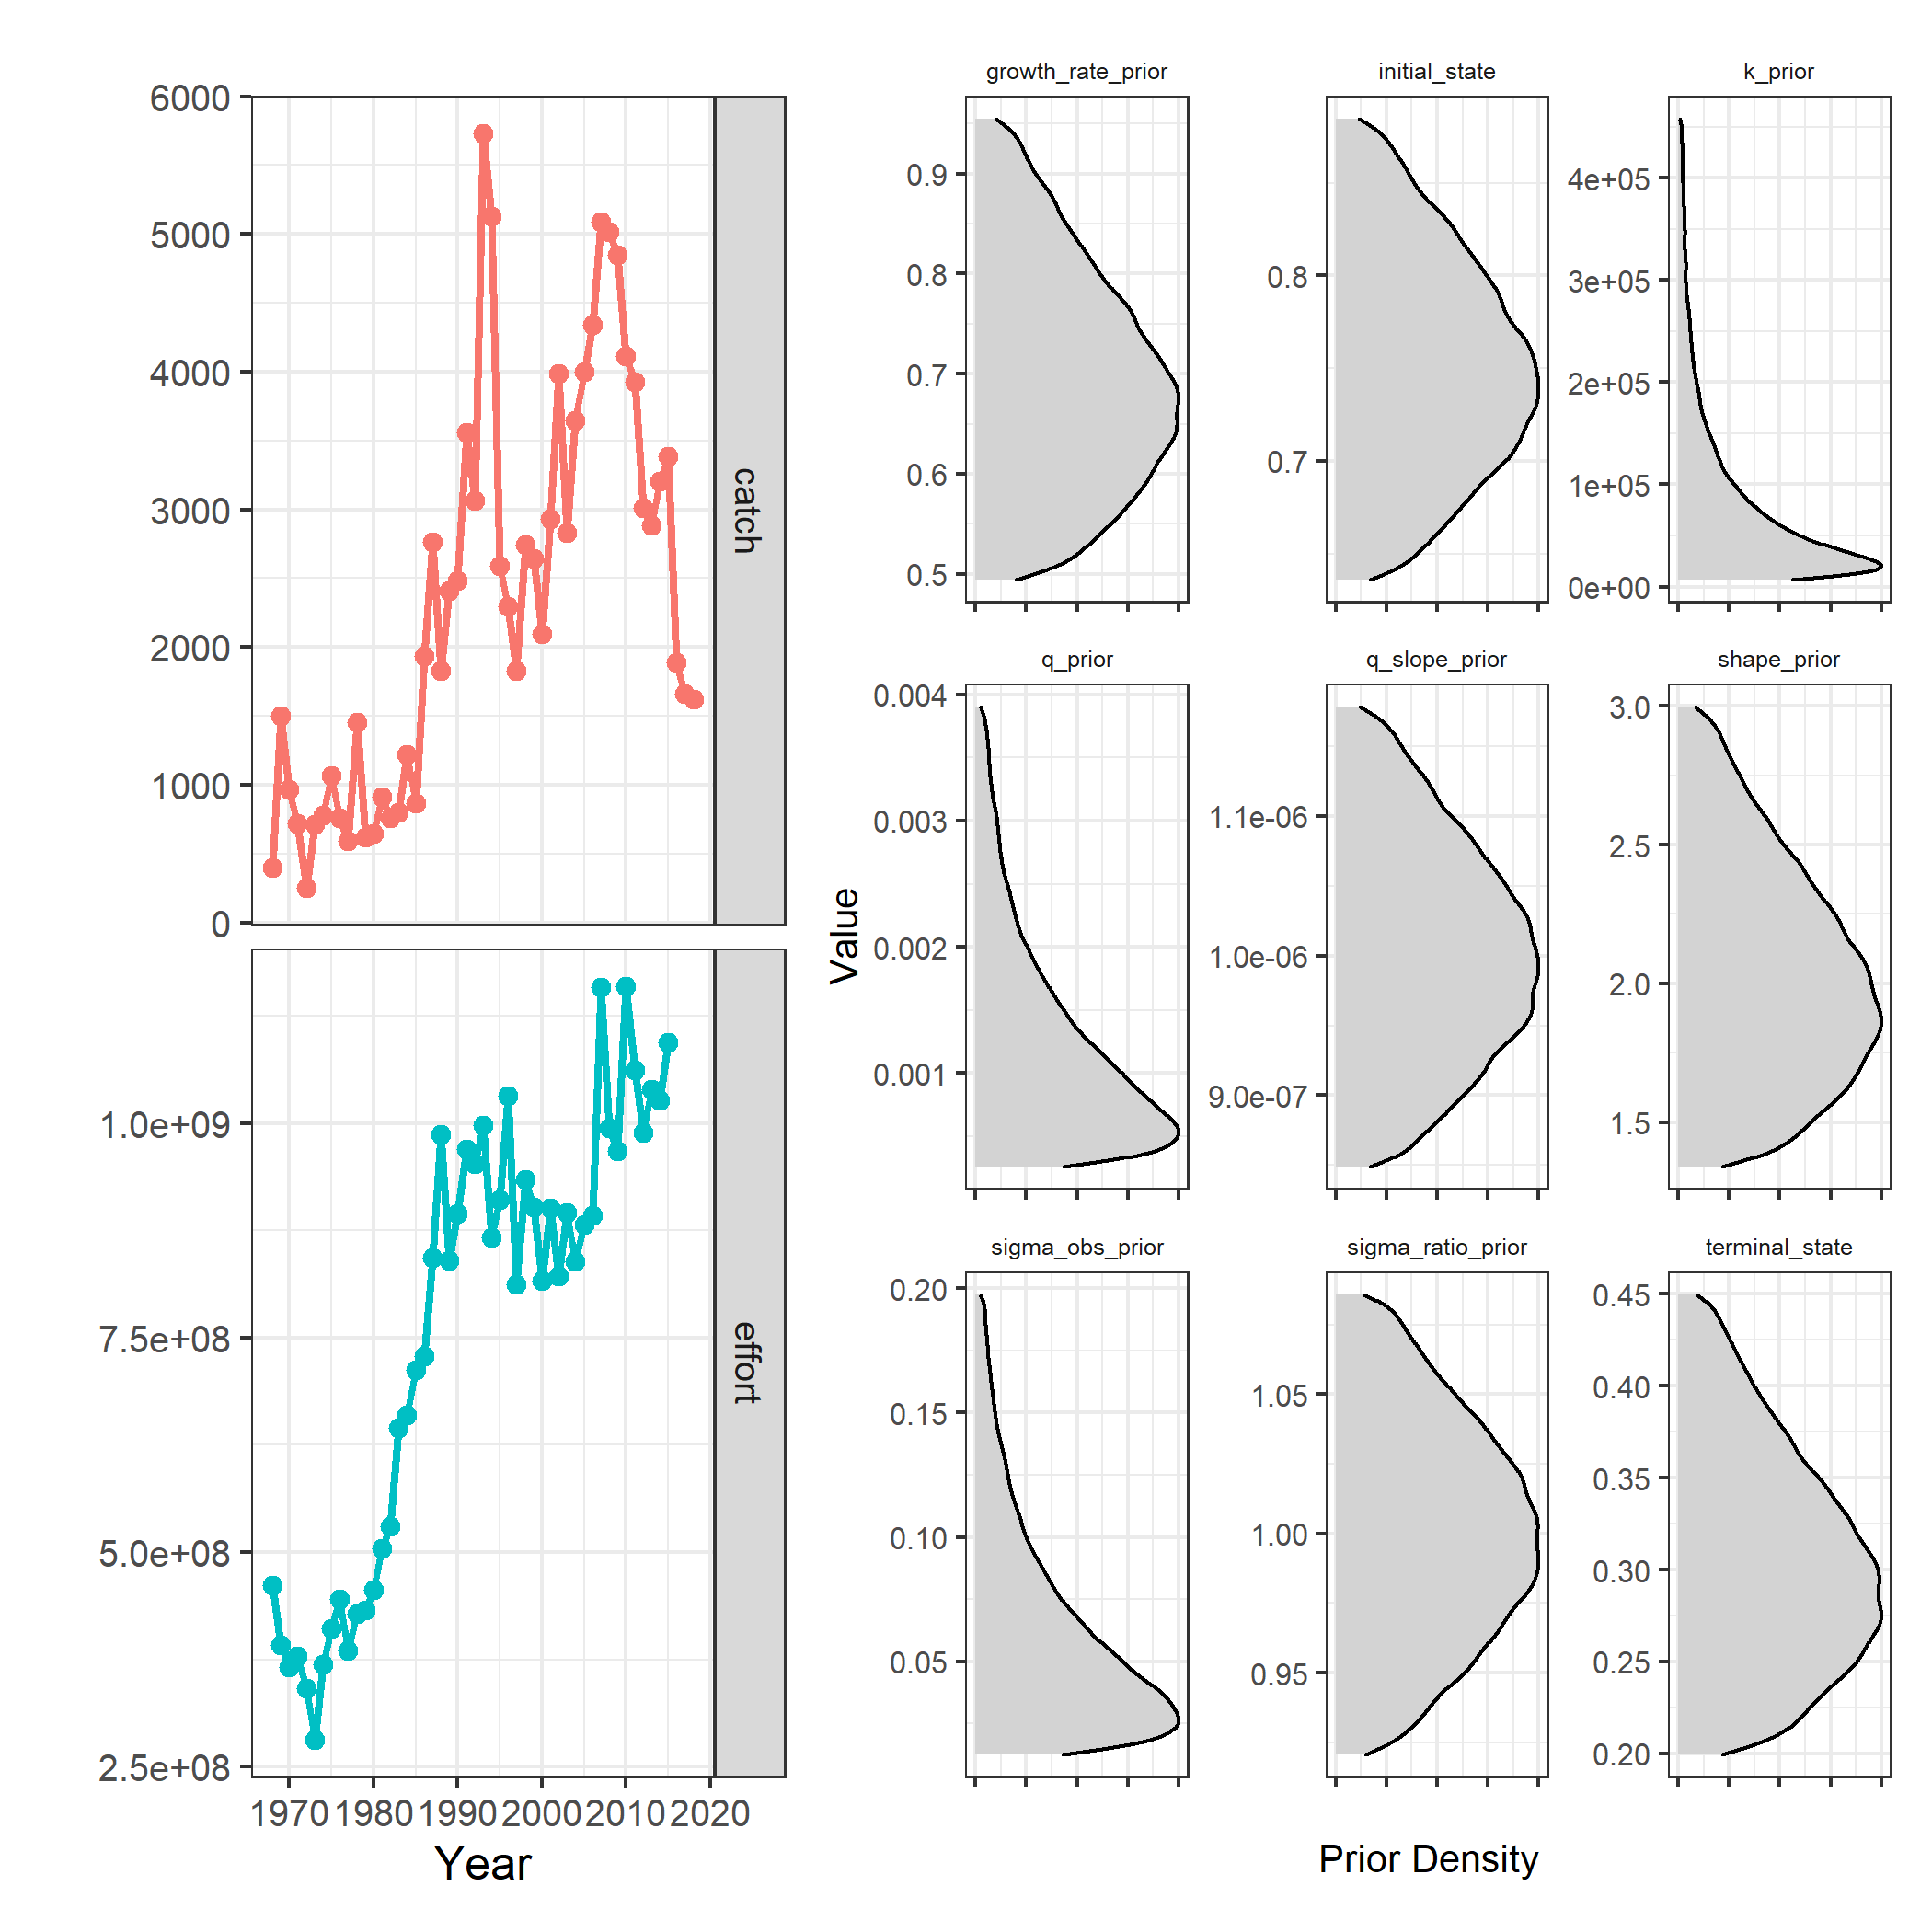 6000
5000
4000
3000
2000
1000
0
catch
1.0e+09
7.5e+08
5.0e+08
2.5e+08
effort
1970 1980 1990 2000 2010 2020
Year
growth_rate_prior
0.9
0.8
0.7
0.6
0.5
initial_state
0.8
0.7
k_prior
4e+05
3e+05
2e+05
1e+05
0e+00
Value
q_prior
0.004
0.003
0.002
0.001
q_slope_prior
1.1e-06
1.0e-06
9.0e-07
shape_prior
3.0
2.5
2.0
1.5
sigma_obs_prior
0.20
0.15
0.10
0.05
sigma_ratio_prior
1.05
1.00
0.95
terminal_state
0.45
0.40
0.35
0.30
0.25
0.20
Prior Density